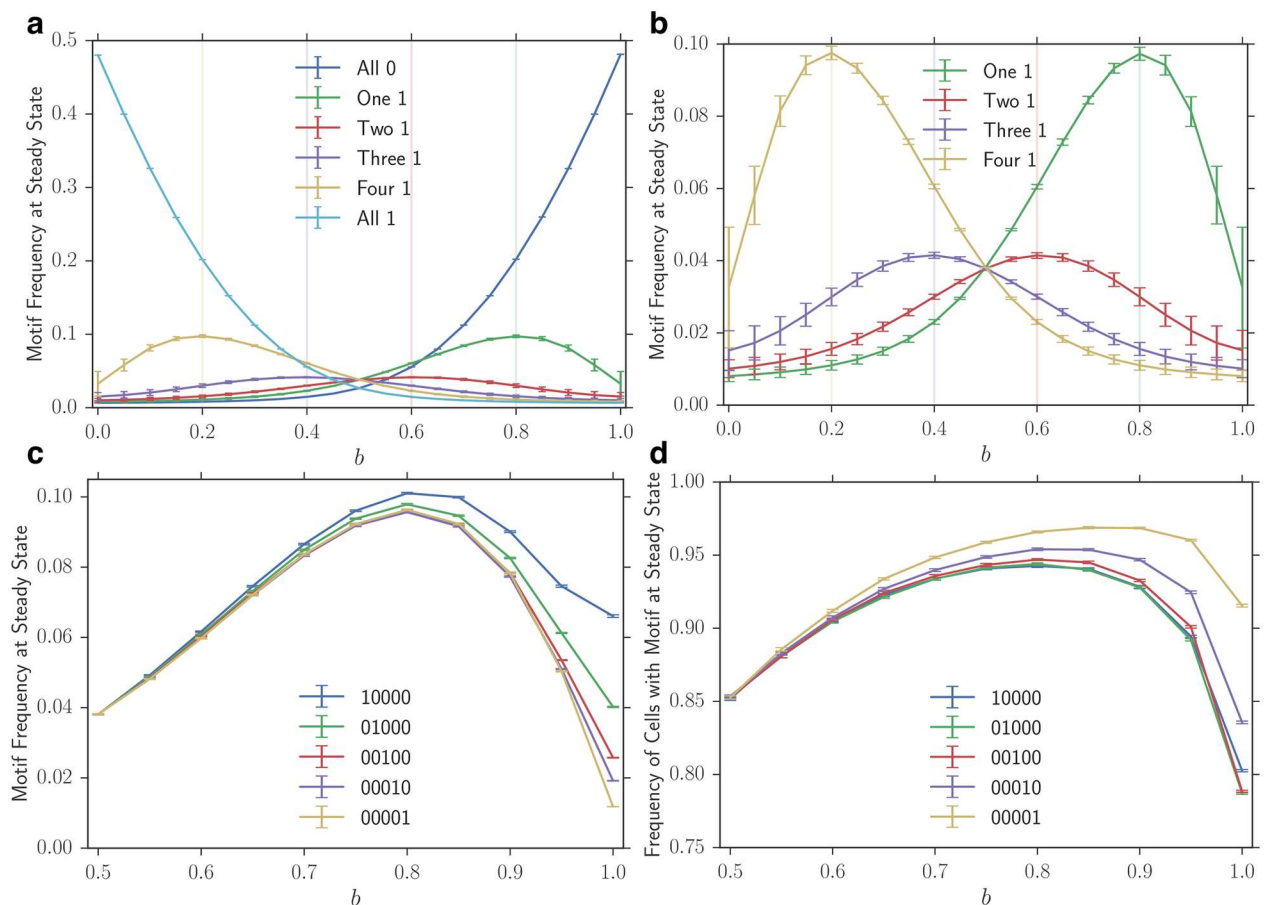 a
Motif Frequency at Steady State
0.5
0.4
0.3
0.2
0.1
0.0
All 0
One 1
Two 1
Three 1
Four 1
All 1
0.0 0.2 0.4 0.6 0.8 1.0
b
b
Motif Frequency at Steady State
0.10
0.08
0.06
0.04
0.02
0.00
One 1
Two 1
Three 1
Four 1
0.0 0.2 0.4 0.6 0.8 1.0
b
c
Motif Frequency at Steady State
0.10
0.08
0.06
0.04
0.02
0.00
10000
01000
00100
00010
00001
0.5 0.6 0.7 0.8 0.9 1.0
b
d
Frequency of Cells with Motif at Steady State
1.00
0.95
0.90
0.85
0.80
0.75
10000
01000
00100
00010
00001
0.5 0.6 0.7 0.8 0.9 1.0
b